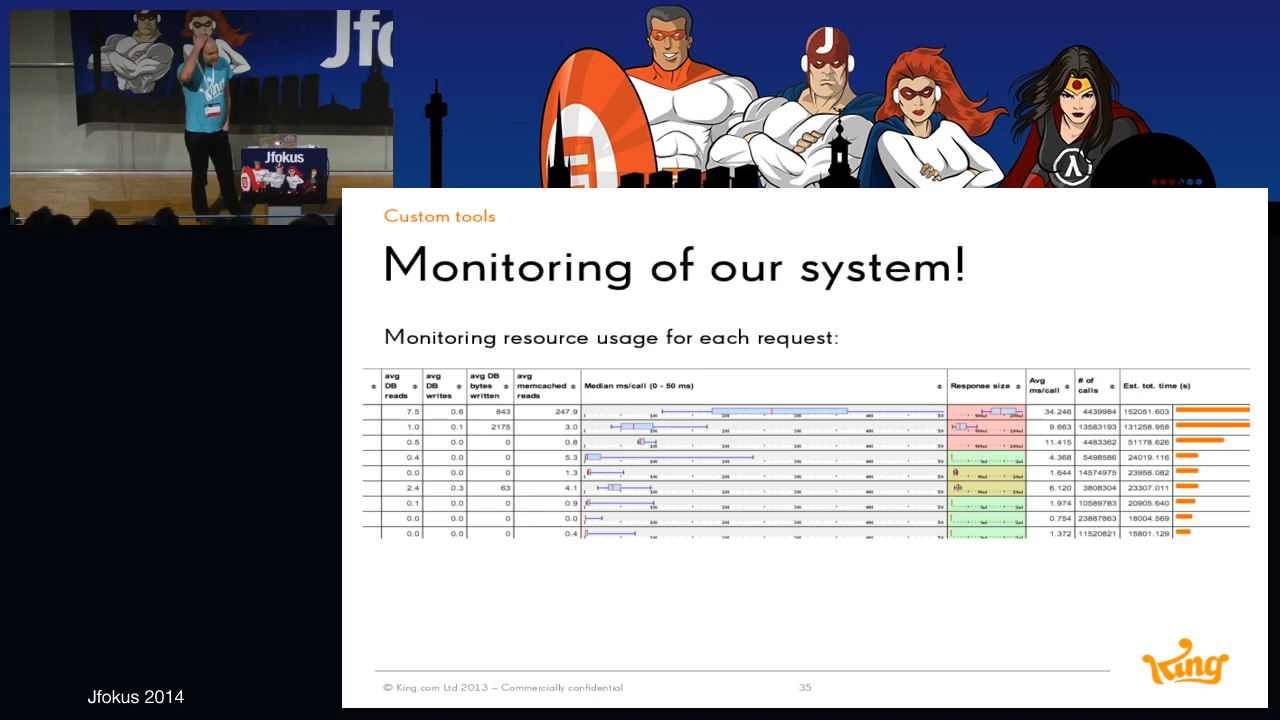 Jfo
King
Jfokus
J
Custom tools
Monitoring of our system!
Monitoring resource usage for each request:
avg DB reads avg DB writes avg DB bytes written avg memcached reads Median ms/call (0 - 50 ms) Response size Avg ms/call # of calls Est. tot. time (s)
7.5 0.6 843 247.9 34.246 4439984 152051.603
1.0 0.1 2175 3.0 9.663 13583193 131258.958
0.5 0.0 0 0.8 11.415 4483362 51178.626
0.4 0.0 0 5.3 4.368 5498586 24019.116
0.0 0.0 0 1.3 1.644 14574975 23958.082
2.4 0.3 63 4.1 6.120 3808304 23307.011
0.1 0.0 0 0.9 1.974 10589783 20905.640
0.0 0.0 0 0.0 0.754 23887863 18004.569
0.0 0.0 0 0.4 1.372 11520821 15801.129
King
© King.com Ltd 2013 – Commercially confidential 35
Jfokus 2014